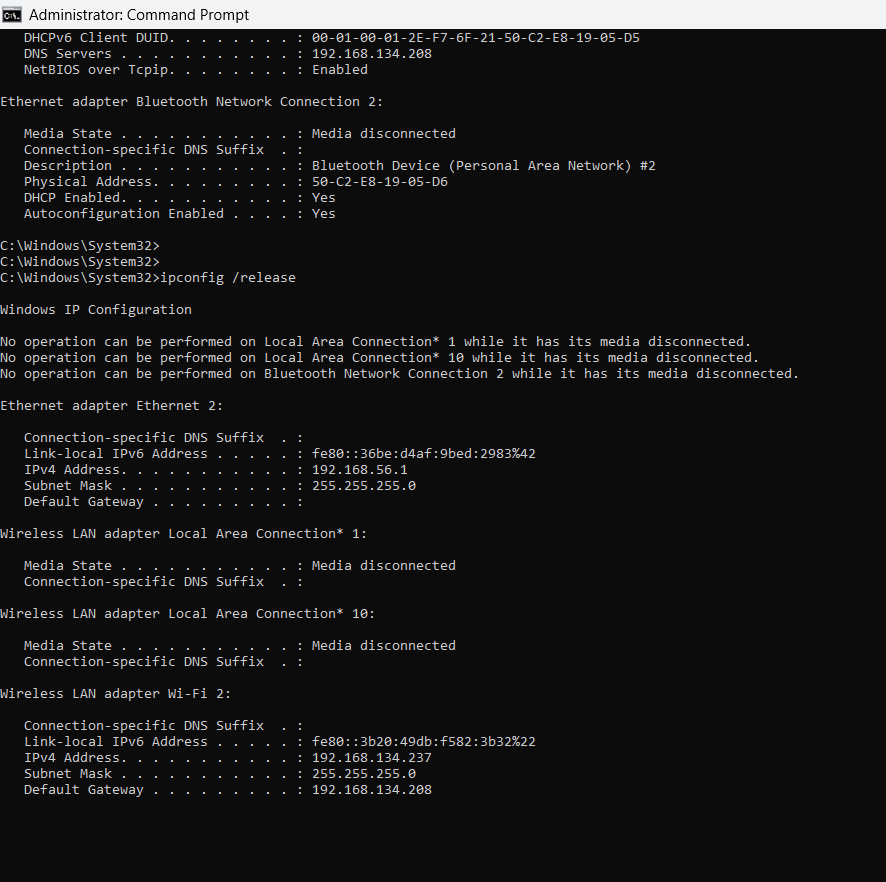 Administrator: Command Prompt
   DHCPv6 Client DUID. . . . . . . . : 00-01-00-01-2E-F7-6F-21-50-C2-E8-19-05-D5
   DNS Servers . . . . . . . . . . . : 192.168.134.208
   NetBIOS over Tcpip. . . . . . . . : Enabled
Ethernet adapter Bluetooth Network Connection 2:
   Media State . . . . . . . . . . . : Media disconnected
   Connection-specific DNS Suffix  . :
   Description . . . . . . . . . . . : Bluetooth Device (Personal Area Network) #2
   Physical Address. . . . . . . . . : 50-C2-E8-19-05-D6
   DHCP Enabled. . . . . . . . . . . : Yes
   Autoconfiguration Enabled . . . . : Yes
C:\Windows\System32>
C:\Windows\System32>
C:\Windows\System32>ipconfig /release
Windows IP Configuration
No operation can be performed on Local Area Connection* 1 while it has its media disconnected.
No operation can be performed on Local Area Connection* 10 while it has its media disconnected.
No operation can be performed on Bluetooth Network Connection 2 while it has its media disconnected.
Ethernet adapter Ethernet 2:
   Connection-specific DNS Suffix  . :
   Link-local IPv6 Address . . . . . : fe80::36be:d4af:9bed:2983%42
   IPv4 Address. . . . . . . . . . . : 192.168.56.1
   Subnet Mask . . . . . . . . . . . : 255.255.255.0
   Default Gateway . . . . . . . . . :
Wireless LAN adapter Local Area Connection* 1:
   Media State . . . . . . . . . . . : Media disconnected
   Connection-specific DNS Suffix  . :
Wireless LAN adapter Local Area Connection* 10:
   Media State . . . . . . . . . . . : Media disconnected
   Connection-specific DNS Suffix  . :
Wireless LAN adapter Wi-Fi 2:
   Connection-specific DNS Suffix  . :
   Link-local IPv6 Address . . . . . : fe80::3b20:49db:f582:3b32%22
   IPv4 Address. . . . . . . . . . . : 192.168.134.237
   Subnet Mask . . . . . . . . . . . : 255.255.255.0
   Default Gateway . . . . . . . . . : 192.168.134.208